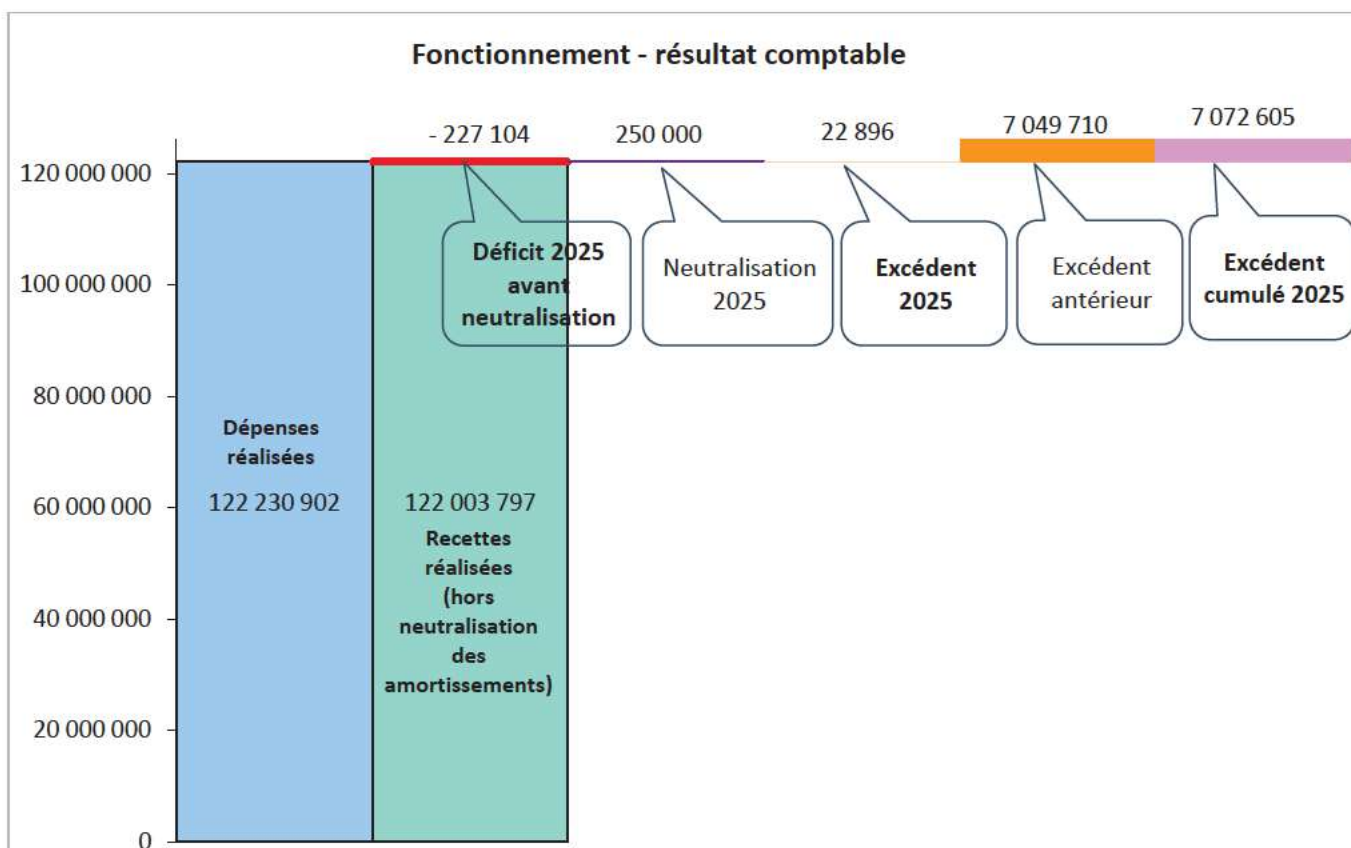 Fonctionnement - résultat comptable
- 227 104
250 000
22 896
7 049 710
7 072 605
120 000 000
100 000 000
80 000 000
60 000 000
40 000 000
20 000 000
0
Déficit 2025
avant
neutralisation
Neutralisation
2025
Excédent
2025
Excédent
antérieur
Excédent
cumulé 2025
Dépenses
réalisées
122 230 902
122 003 797
Recettes
réalisées
(hors
neutralisation
des
amortissements)